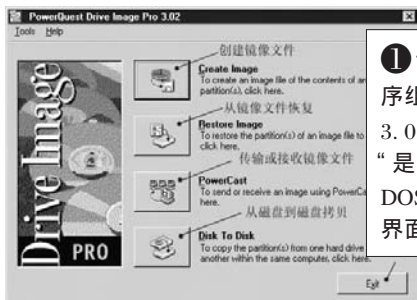 PowerQuest Drive Image Pro 3.02
Tools Help
创建镜像文件
Create Image
To create an image file of the contents of
partition(s), click here.
从镜像文件恢复
Restore Image
To restore the partition(s) of an image file to
click here.
传输或接收镜像文件
PowerCast
To send or receive an image using PowerCa
here.
从磁盘到磁盘拷贝
Disk To Disk
To copy the partition(s) from one hard drive
another within the same computer, click here.
Exit
Drive Image
PRO
❶
序组
3.0
“是
DOS
界面